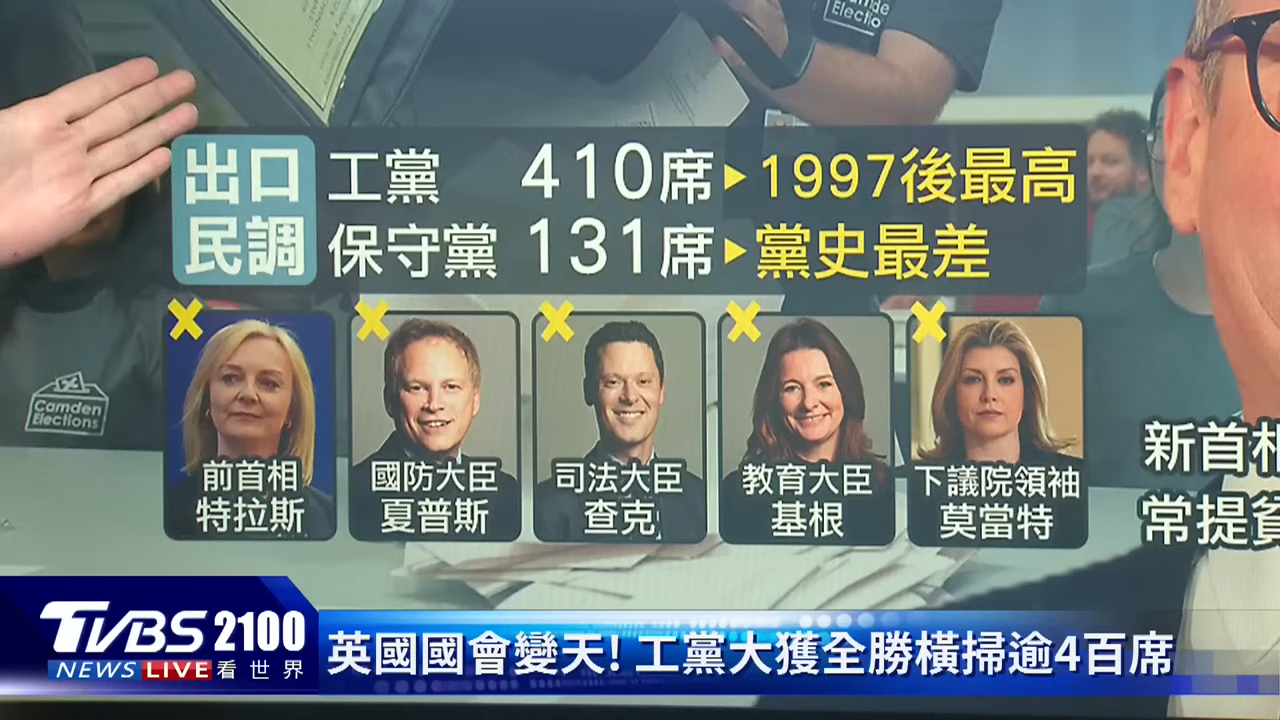 Camden
Electio
出口 工黨 410席▸1997後最高
民調 保守黨 131席▸黨史最差
前首相 國防大臣 司法大臣 教育大臣 下議院領袖
特拉斯 夏普斯 查克 基根 莫當特
Camden
Elections
新首相
常提
TVBS 2100
NEWS LIVE 看世界
英國國會變天! 工黨大獲全勝橫掃逾4百席